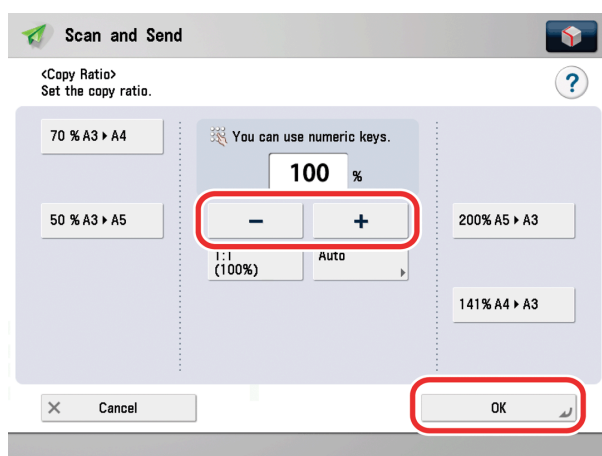 Scan and Send
<Copy Ratio>
Set the copy ratio.
?
70 % A3 ▸ A4
You can use numeric keys.
100 %
50 % A3 ▸ A5
− +
200% A5 ▸ A3
1:1
(100%)
Auto
141% A4 ▸ A3
× Cancel
OK